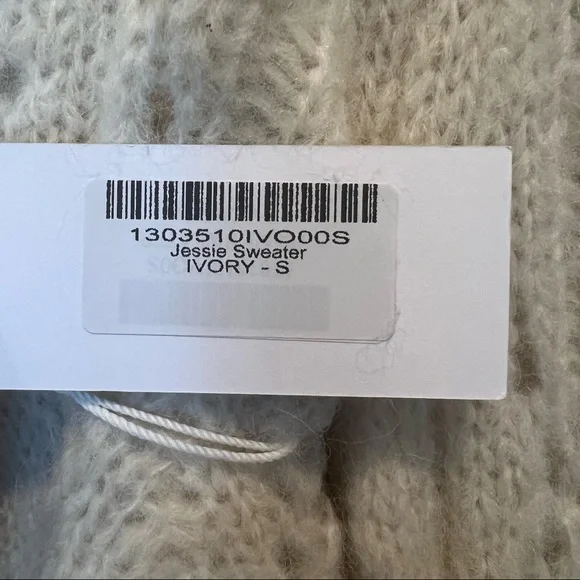 1303510IVO00S
Jessie Sweater
IVORY - S